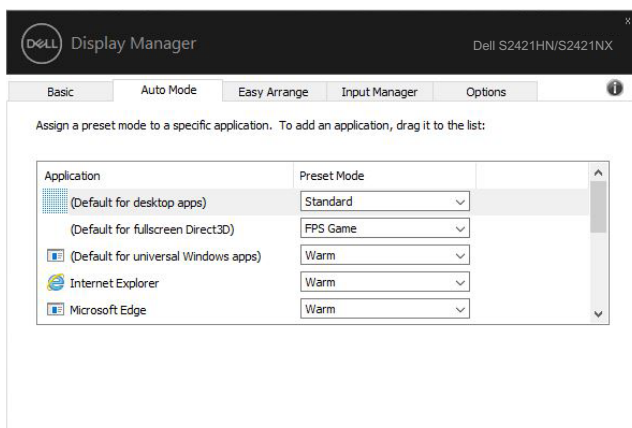 DELL Display Manager Dell S2421HN/S2421NX
x
Basic Auto Mode Easy Arrange Input Manager Options i
Assign a preset mode to a specific application. To add an application, drag it to the list:
Application Preset Mode
(Default for desktop apps) Standard
(Default for fullscreen Direct3D) FPS Game
(Default for universal Windows apps) Warm
Internet Explorer Warm
Microsoft Edge Warm